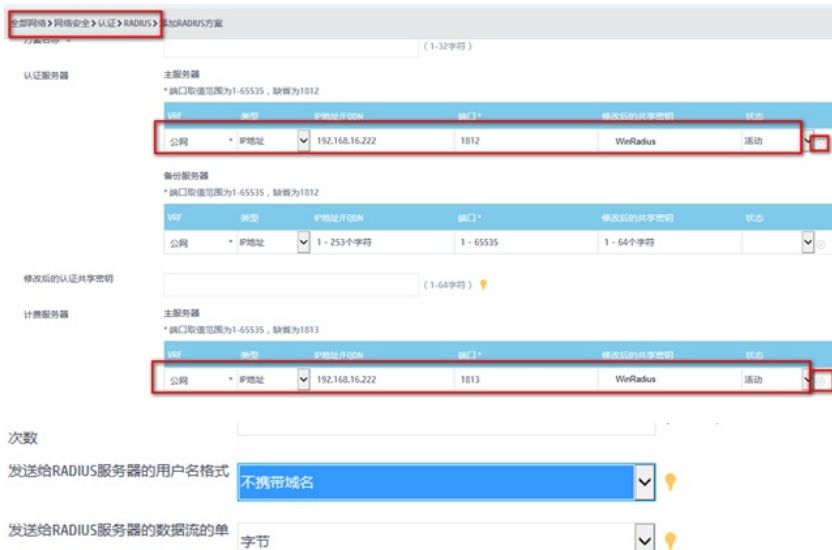 全部网络>网络安全>认证>RADIUS>添加RADIUS方案
方案名称 * (1-32字符)
认证服务器 主服务器
* 端口取值范围为1-65535，缺省为1812
VRF 类型 IP地址/FQDN 端口 * 修改后的共享密钥 状态
公网 * IP地址 192.168.16.222 1812 WinRadius 活动
备份服务器
* 端口取值范围为1-65535，缺省为1812
VRF 类型 IP地址/FQDN 端口 * 修改后的共享密钥 状态
公网 * IP地址 1 - 253个字符 1 - 65535 1 - 64个字符
修改后的认证共享密钥 (1-64字符)
计费服务器 主服务器
* 端口取值范围为1-65535，缺省为1813
VRF 类型 IP地址/FQDN 端口 * 修改后的共享密钥 状态
公网 * IP地址 192.168.16.222 1813 WinRadius 活动
次数
发送给RADIUS服务器的用户名格式 不携带域名
发送给RADIUS服务器的数据流的单 字节